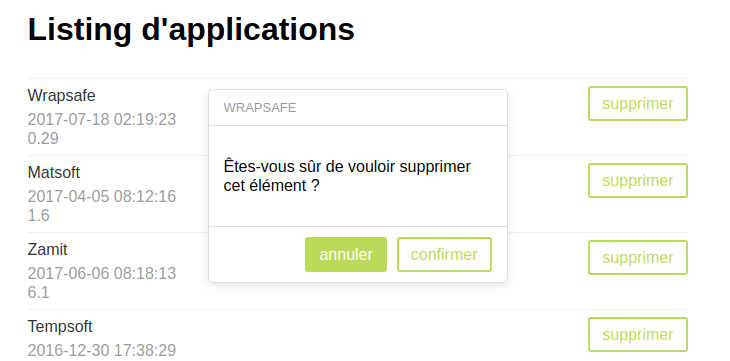 Listing d'applications
Wrapsafe
2017-07-18 02:19:23
0.29
supprimer
WRAPSAFE
Êtes-vous sûr de vouloir supprimer
cet élément ?
annuler confirmer
Matsoft
2017-04-05 08:12:16
1.6
supprimer
Zamit
2017-06-06 08:18:13
6.1
supprimer
Tempsoft
2016-12-30 17:38:29
supprimer